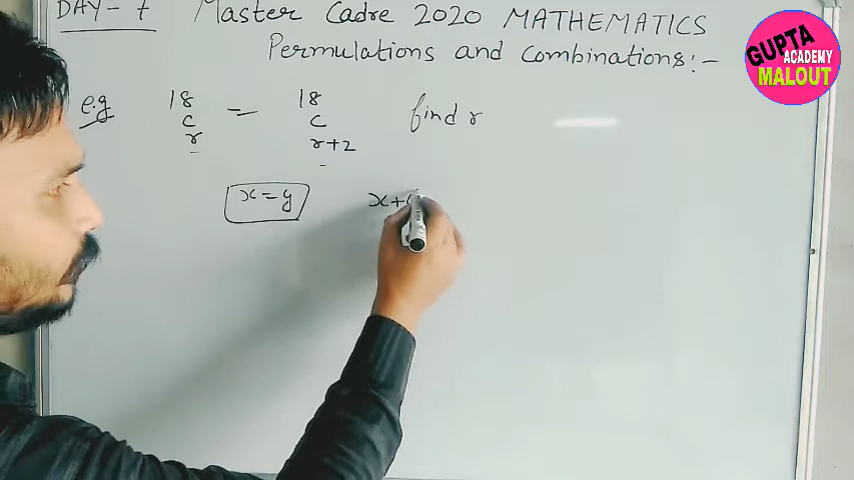 DAY - 7 Master Cadre 2020 MATHEMATICS
Permulations and Combinations:-
e.g 18 = 18 find r
c c
r r+2
x = y x+
GUPTA
ACADEMY
MALOUT